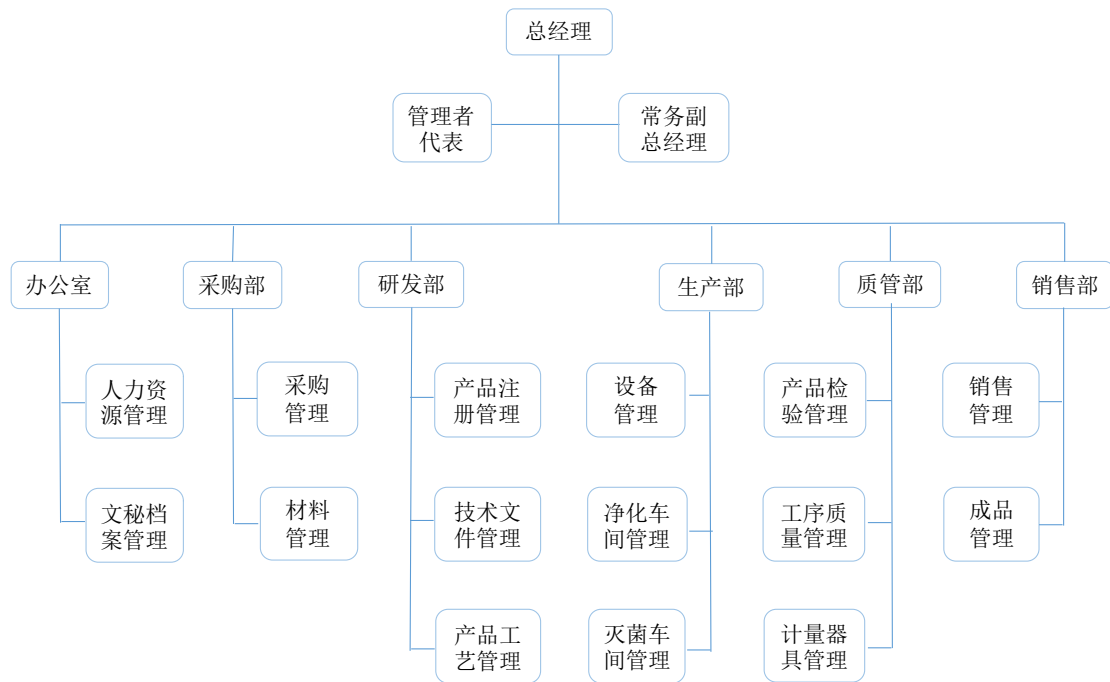 总经理
管理者
代表
常务副
总经理
办公室
采购部
研发部
生产部
质管部
销售部
人力资
源管理
采购
管理
产品注
册管理
设备
管理
产品检
验管理
销售
管理
文秘档
案管理
材料
管理
技术文
件管理
净化车
间管理
工序质
量管理
成品
管理
产品工
艺管理
灭菌车
间管理
计量器
具管理